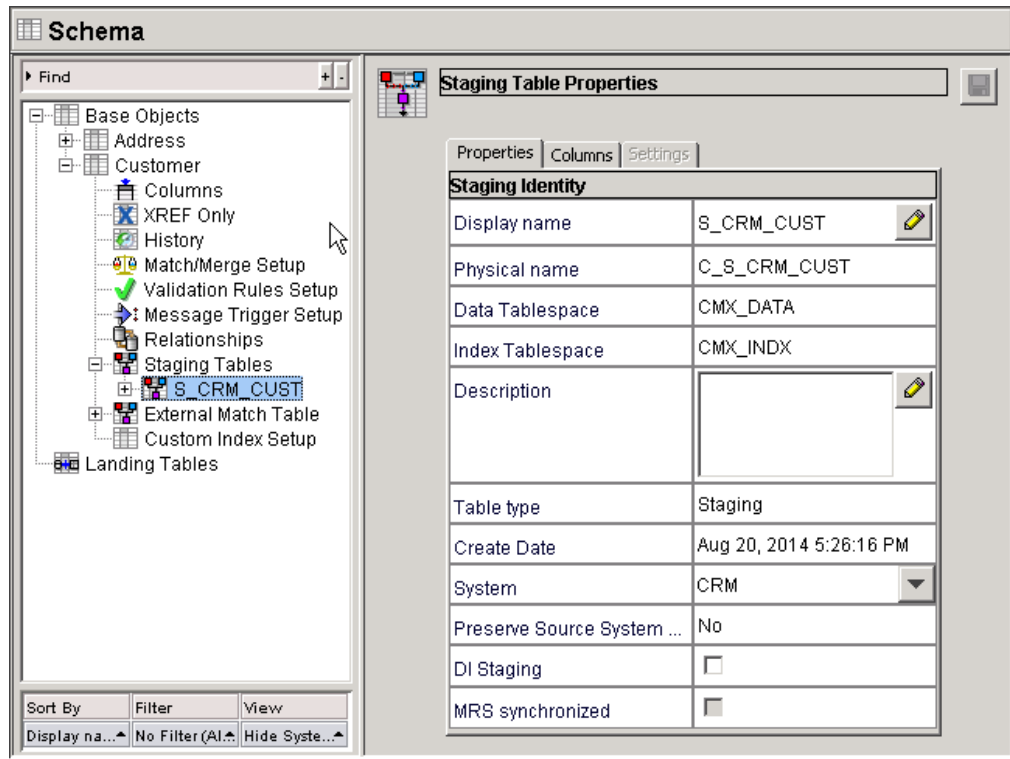 Schema
Find + -
Base Objects
Address
Customer
Columns
XREF Only
History
Match/Merge Setup
Validation Rules Setup
Message Trigger Setup
Relationships
Staging Tables
S_CRM_CUST
External Match Table
Custom Index Setup
Landing Tables
Sort By Filter View
Display na... No Filter (Al... Hide Syste...
Staging Table Properties
Properties Columns Settings
Staging Identity
Display name S_CRM_CUST
Physical name C_S_CRM_CUST
Data Tablespace CMX_DATA
Index Tablespace CMX_INDX
Description
Table type Staging
Create Date Aug 20, 2014 5:26:16 PM
System CRM
Preserve Source System ... No
DI Staging
MRS synchronized